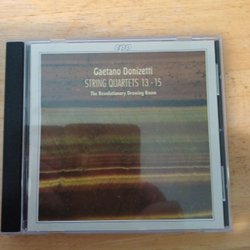 cpo
Gaetano Donizetti
STRING QUARTETS 13 - 15
The Revolutionary Drawing Room